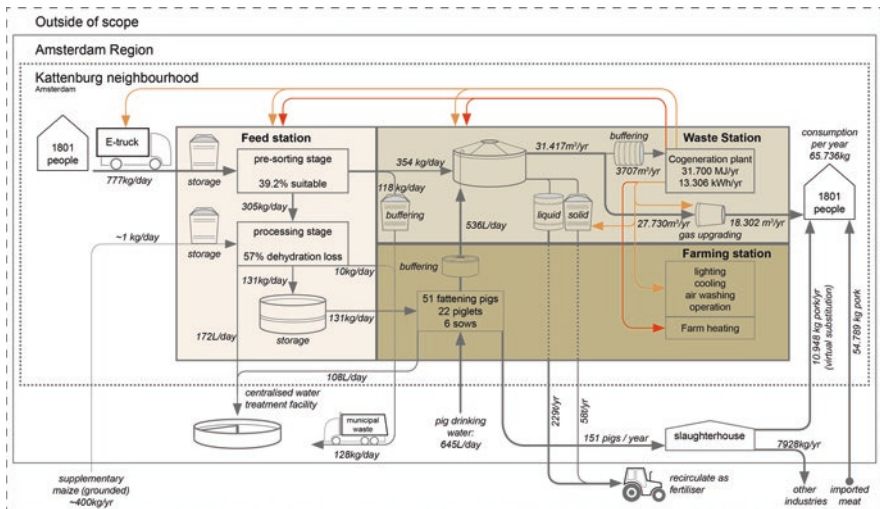 Outside of scope
Amsterdam Region
Kattenburg neighbourhood
Amsterdam
1801
people
E-truck
777kg/day
storage
Feed station
pre-sorting stage
39.2% suitable
305kg/day
~1 kg/day
storage
processing stage
57% dehydration loss
131kg/day
10kg/day
storage
131kg/day
172L/day
354 kg/day
118 kg/day
buffering
536L/day
buffering
51 fattening pigs
22 piglets
6 sows
31.417m³/yr
buffering
3707m³/yr
Waste Station
Cogeneration plant
31.700 MJ/yr
13.306 kWh/yr
liquid
solid
27.730m³/yr
gas upgrading
18.302 m³/yr
consumption
per year
65.736kg
1801
people
Farming station
lighting
cooling
air washing
operation
Farm heating
108L/day
centralised water
treatment facility
municipal
waste
128kg/day
pig drinking
water:
645L/day
229t/yr
58t/yr
151 pigs / year
slaughterhouse
10.948 kg pork/yr
(virtual substitution)
54.789 kg pork
7928kg/yr
supplementary
maize (grounded)
~400kg/yr
recirculate as
fertiliser
other
industries
imported
meat